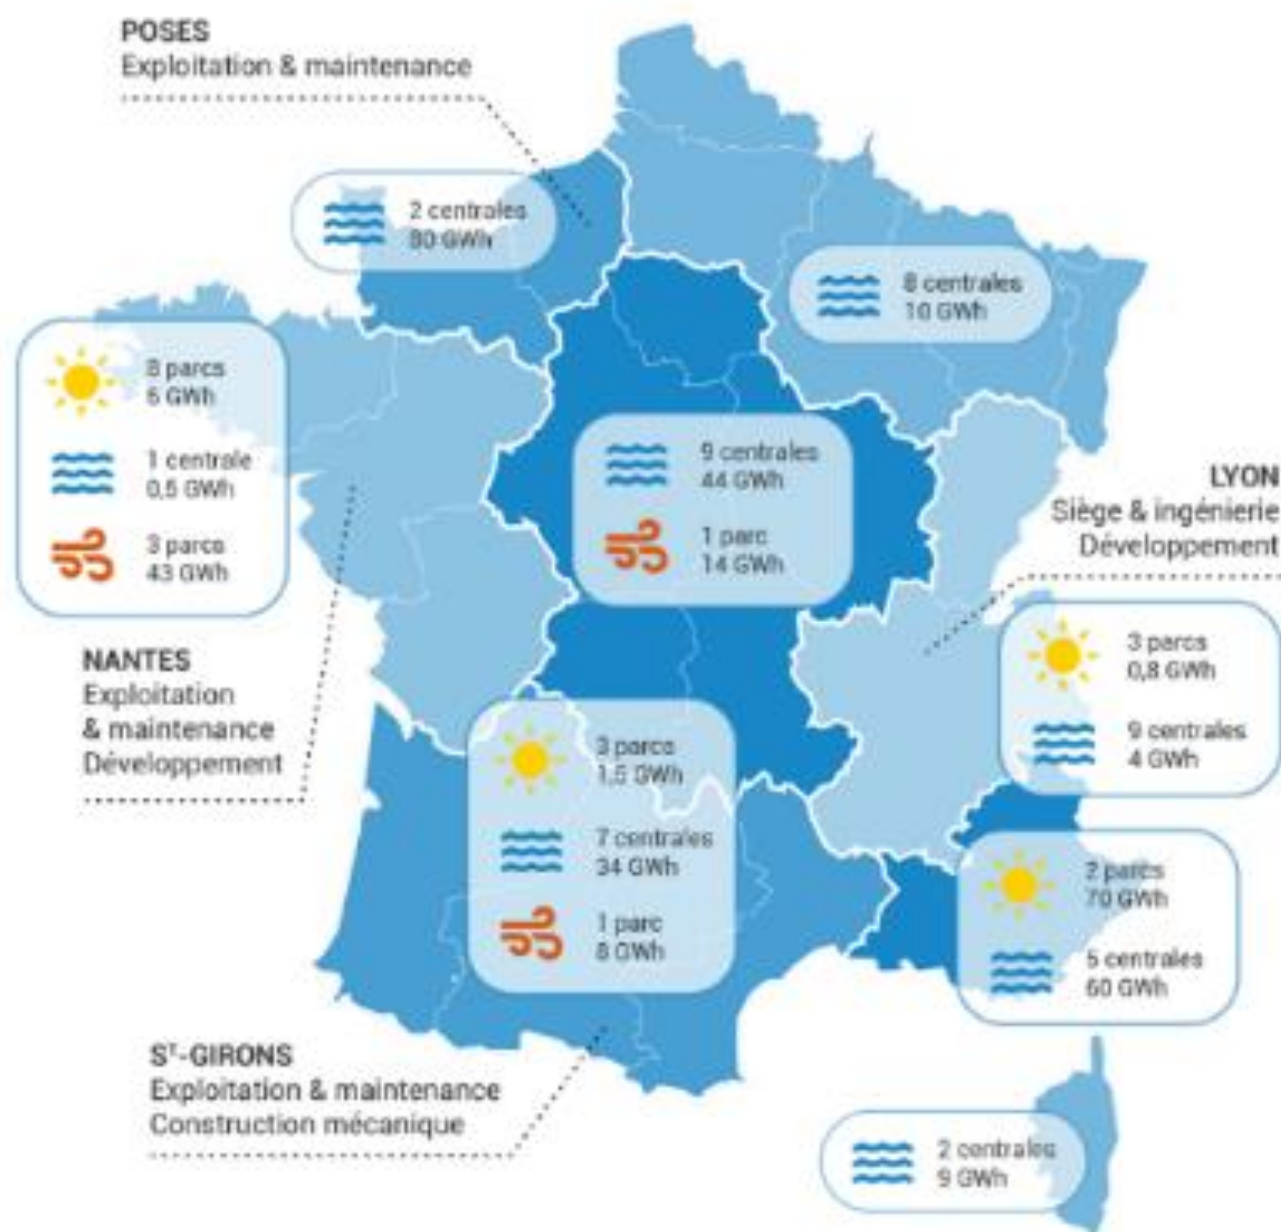 POSES
Exploitation & maintenance
2 centrales
80 GWh
8 centrales
10 GWh
8 parcs
6 GWh
1 centrale
0,5 GWh
3 parcs
43 GWh
9 centrales
44 GWh
1 parc
14 GWh
LYON
Siège & ingénierie
Développement
NANTES
Exploitation
& maintenance
Développement
3 parcs
0,8 GWh
9 centrales
4 GWh
3 parcs
1,5 GWh
7 centrales
34 GWh
1 parc
8 GWh
2 parcs
70 GWh
5 centrales
60 GWh
Sᵀ-GIRONS
Exploitation & maintenance
Construction mécanique
2 centrales
9 GWh